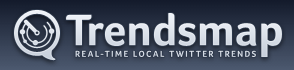 Trendsmap
REAL-TIME LOCAL TWITTER TRENDS